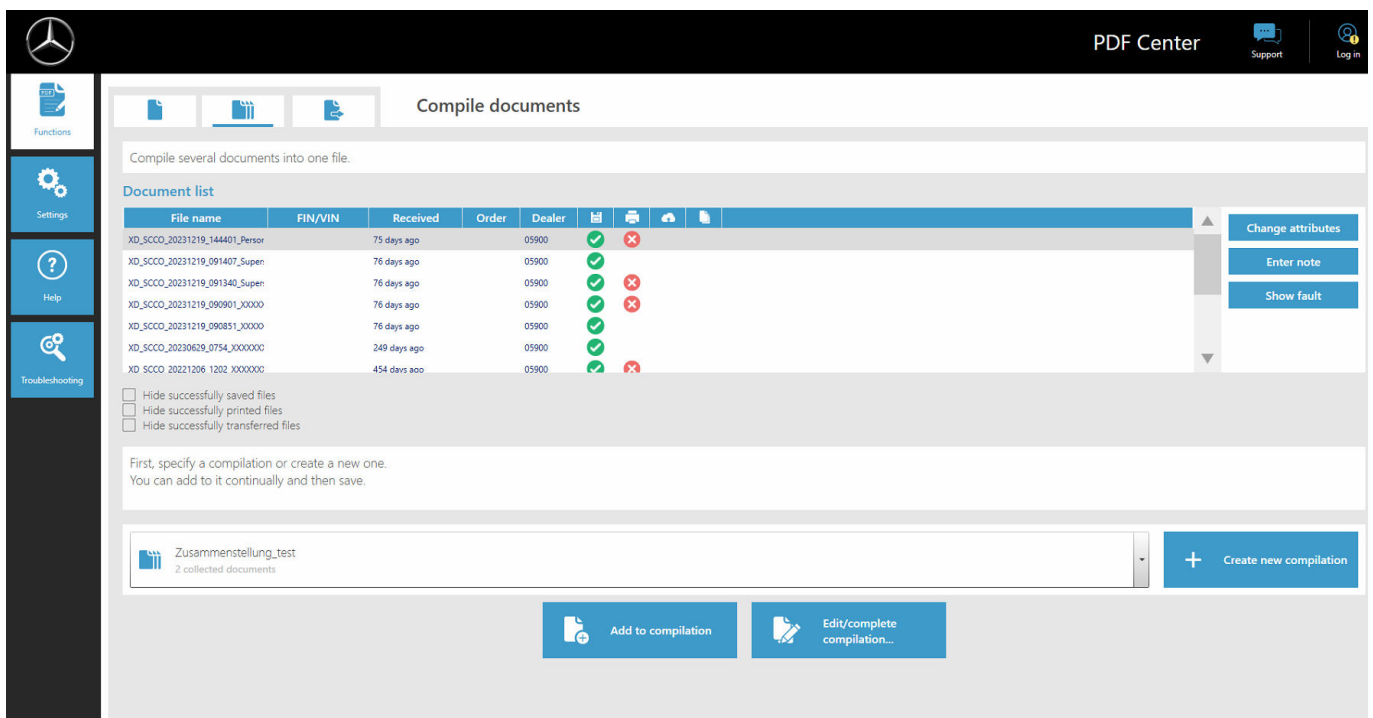 PDF Center
Support
Log in
PDF
Functions
Settings
Help
Troubleshooting
Compile documents
Compile several documents into one file.
Document list
File name FIN/VIN Received Order Dealer
XD_SCCO_20231219_144401_Person 75 days ago 05900
XD_SCCO_20231219_091407_Super 76 days ago 05900
XD_SCCO_20231219_091340_Super 76 days ago 05900
XD_SCCO_20231219_090901_XXXX 76 days ago 05900
XD_SCCO_20231219_090851_XXXX 76 days ago 05900
XD_SCCO_20230629_0754_XXXXXX 249 days ago 05900
XD_SCCO_20221206_1202_XXXXXX 454 days ago 05900
Change attributes
Enter note
Show fault
Hide successfully saved files
Hide successfully printed files
Hide successfully transferred files
First, specify a compilation or create a new one.
You can add to it continually and then save.
Zusammenstellung_test
2 collected documents
Create new compilation
Add to compilation
Edit/complete
compilation...